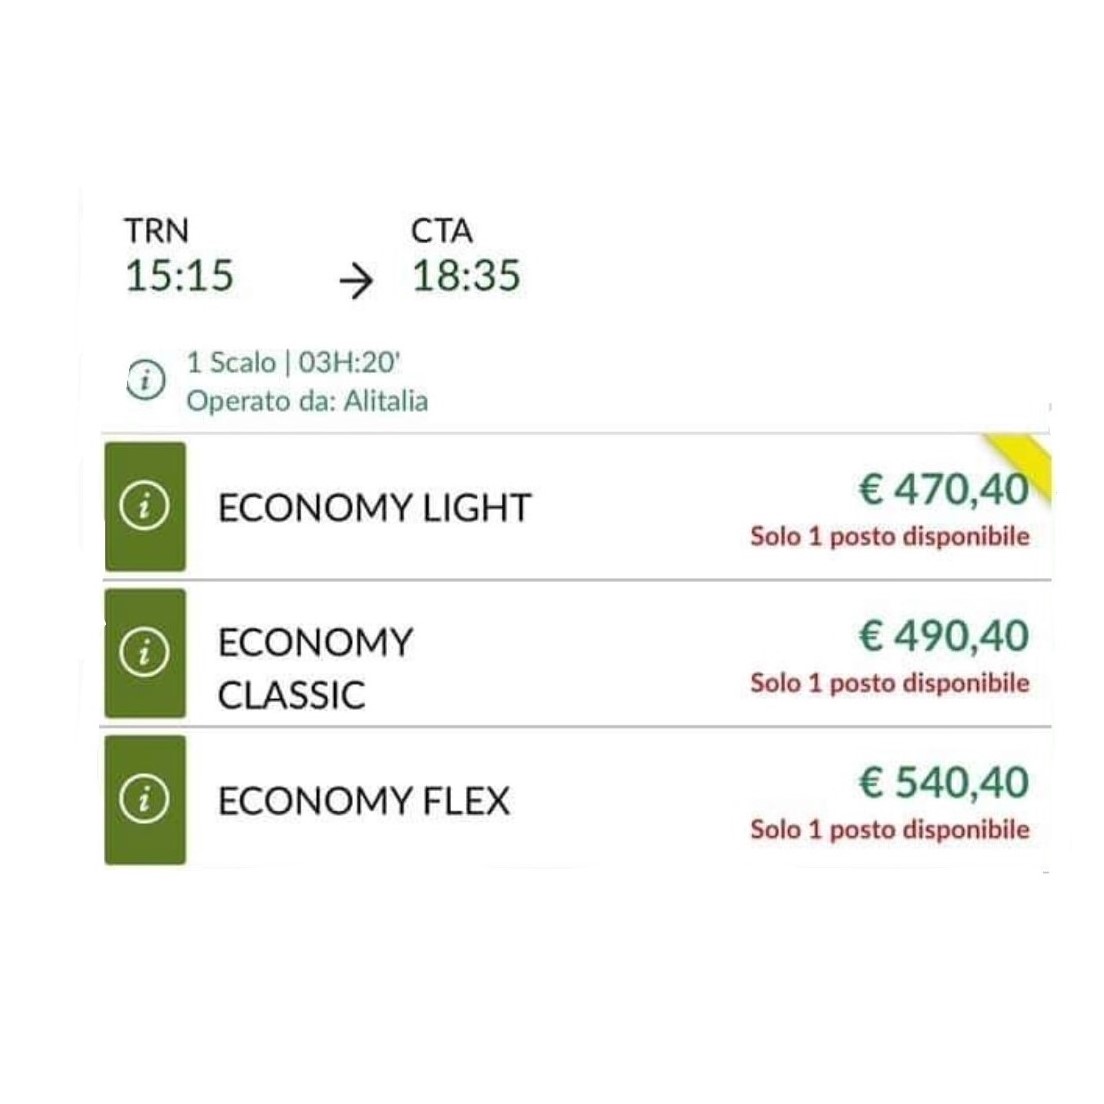 TRN CTA
15:15 → 18:35
1 Scalo | 03H:20'
Operato da: Alitalia
ECONOMY LIGHT
€ 470,40
Solo 1 posto disponibile
ECONOMY
CLASSIC
€ 490,40
Solo 1 posto disponibile
ECONOMY FLEX
€ 540,40
Solo 1 posto disponibile